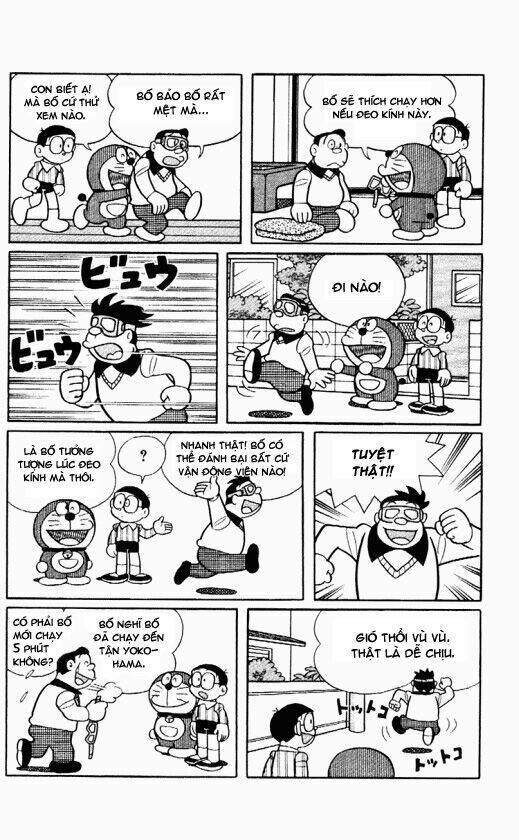 BỐ SẼ THÍCH CHẠY HƠN
NẾU ĐEO KÍNH NÀY.
BỐ BẢO BỐ RẤT
MỆT MÀ...
CON BIẾT Ạ!
MÀ BỐ CỨ THỬ
XEM NÀO.
ĐI NÀO!
ビュウ
ビュウ
TUYỆT
THẬT!!
NHANH THẬT! BỐ CÓ
THỂ ĐÁNH BẠI BẤT CỨ
VẬN ĐỘNG VIÊN NÀO!
?
LÀ BỐ TƯỞNG
TƯỢNG LÚC ĐEO
KÍNH MÀ THÔI.
GIÓ THỔI VÙ VÙ.
THẬT LÀ DỄ CHỊU.
トットコ
トットコ
BỐ NGHĨ BỐ
ĐÃ CHẠY ĐẾN
TẬN YOKO-
HAMA.
CÓ PHẢI BỐ
MỚI CHẠY
5 PHÚT
KHÔNG?